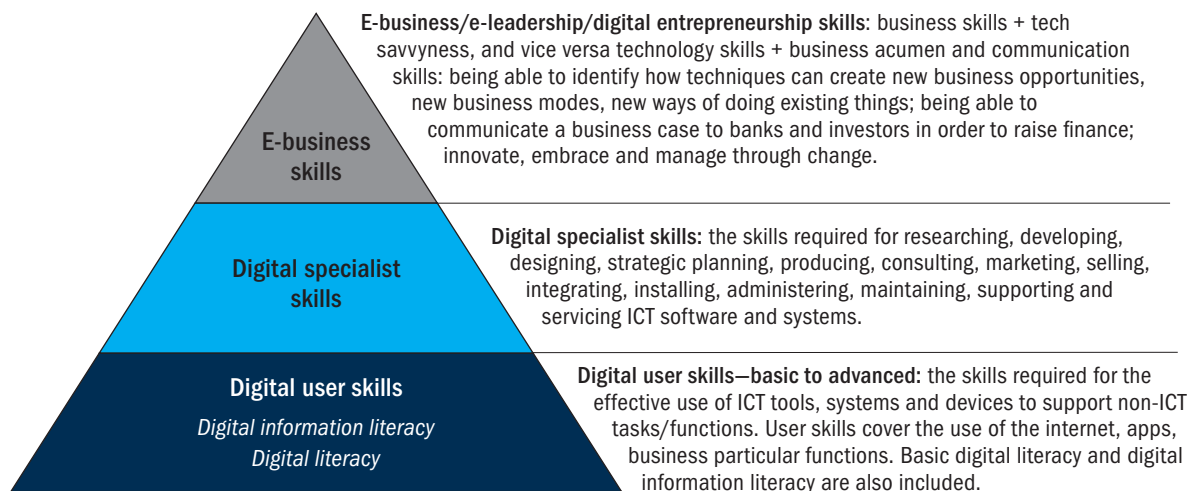 E-business/e-leadership/digital entrepreneurship skills: business skills + tech
savvyness, and vice versa technology skills + business acumen and communication
skills: being able to identify how techniques can create new business opportunities,
new business modes, new ways of doing existing things; being able to
communicate a business case to banks and investors in order to raise finance;
innovate, embrace and manage through change.
E-business
skills
Digital specialist skills: the skills required for researching, developing,
designing, strategic planning, producing, consulting, marketing, selling,
integrating, installing, administering, maintaining, supporting and
servicing ICT software and systems.
Digital specialist
skills
Digital user skills—basic to advanced: the skills required for the
effective use of ICT tools, systems and devices to support non-ICT
tasks/functions. User skills cover the use of the internet, apps,
business particular functions. Basic digital literacy and digital
information literacy are also included.
Digital user skills
Digital information literacy
Digital literacy